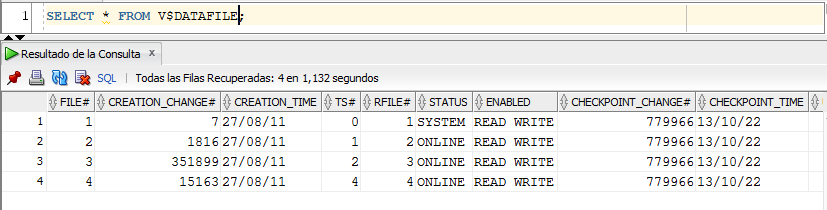 1 SELECT * FROM V$DATAFILE;
Resultado de la Consulta x
SQL | Todas las Filas Recuperadas: 4 en 1,132 segundos
FILE# CREATION_CHANGE# CREATION_TIME TS# RFILE# STATUS ENABLED CHECKPOINT_CHANGE# CHECKPOINT_TIME
1 1 7 27/08/11 0 1 SYSTEM READ WRITE 779966 13/10/22
2 2 1816 27/08/11 1 2 ONLINE READ WRITE 779966 13/10/22
3 3 351899 27/08/11 2 3 ONLINE READ WRITE 779966 13/10/22
4 4 15163 27/08/11 4 4 ONLINE READ WRITE 779966 13/10/22